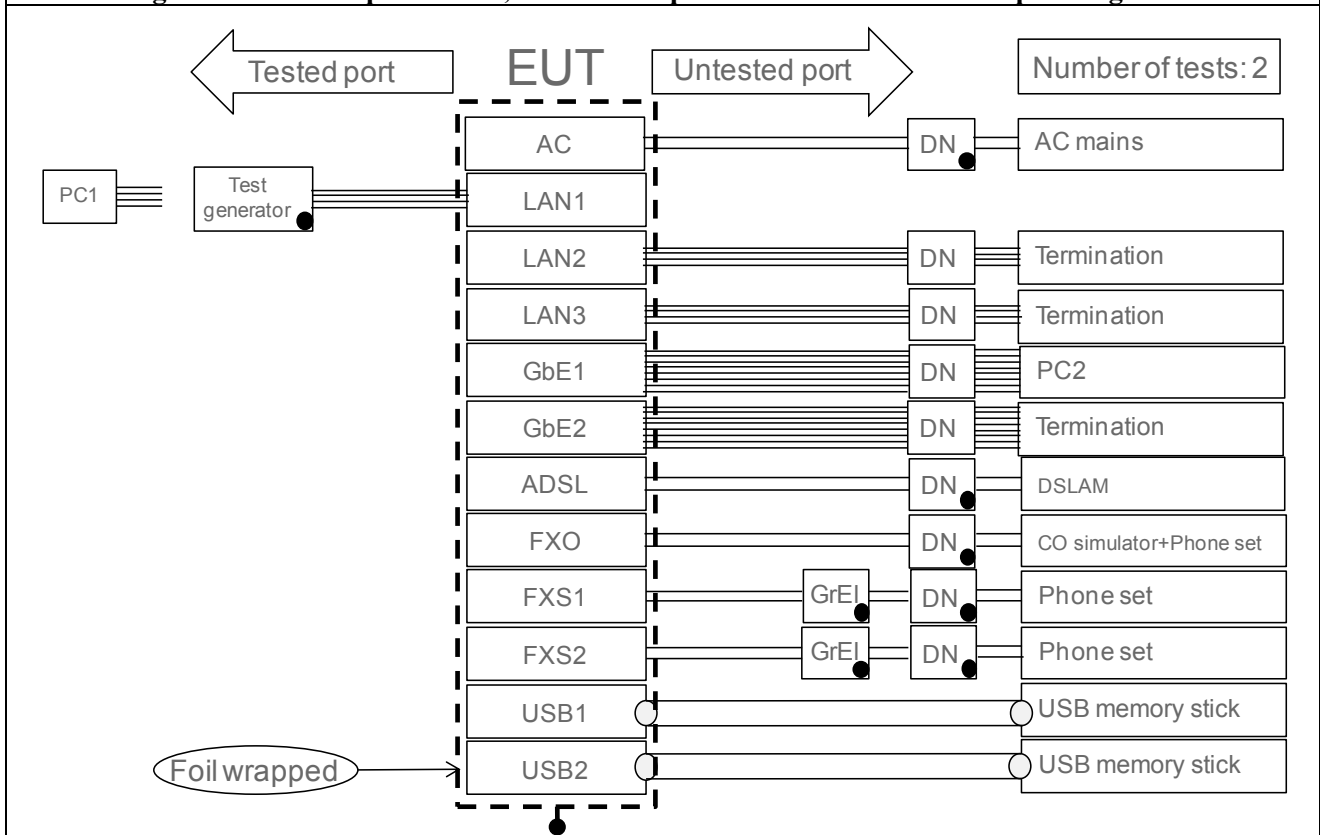 Tested port
EUT
Untested port
Number of tests: 2
AC
DN
AC mains
PC1
Test
generator
LAN1
LAN2
DN
Termination
LAN3
DN
Termination
GbE1
DN
PC2
GbE2
DN
Termination
ADSL
DN
DSLAM
FXO
DN
CO simulator+Phone set
FXS1
GrEI
DN
Phone set
FXS2
GrEI
DN
Phone set
USB1
USB memory stick
Foil wrapped
USB2
USB memory stick